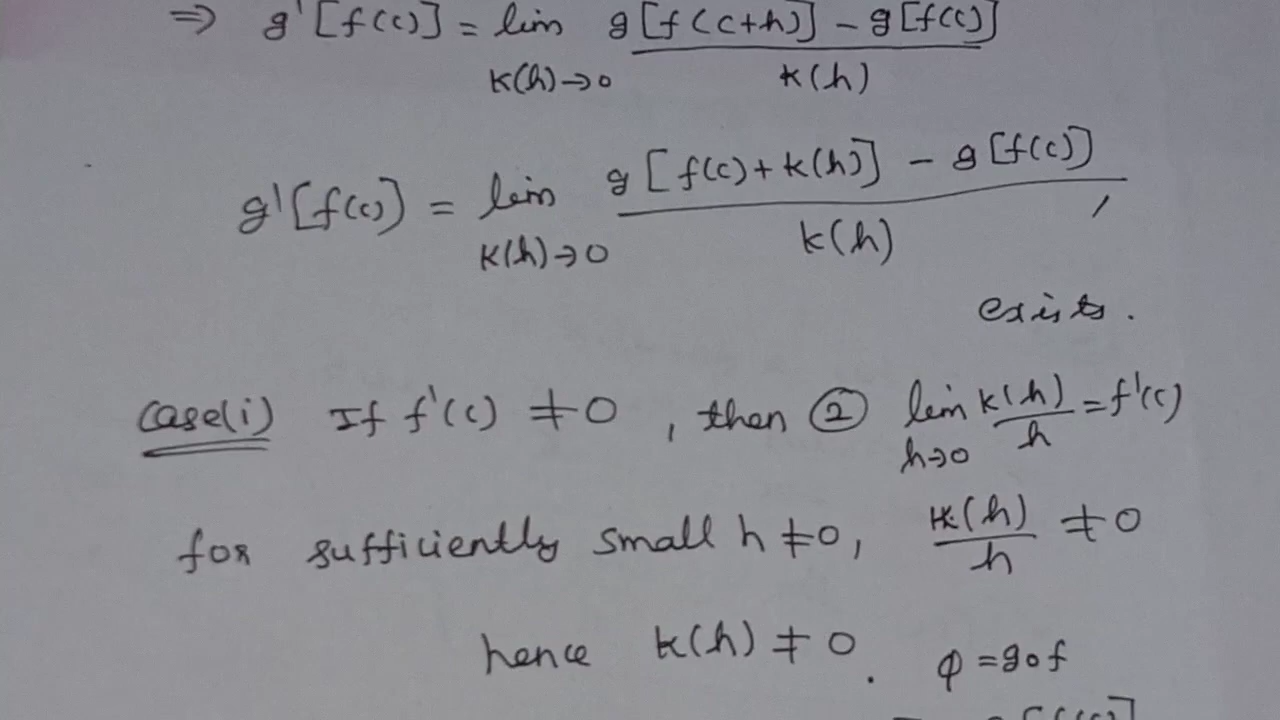 ⇒ g'[f(c)] = lim g[f(c+h)] - g[f(c)]
k(h)→0 k(h)
g'[f(c)] = lim g[f(c)+k(h)] - g[f(c)] ,
k(h)→0 k(h)
exists.
Case(i) If f'(c) ≠ 0 , then ② lim k(h)/h = f'(c)
h→0
for sufficiently small h ≠ 0, k(h)/h ≠ 0
hence k(h) ≠ 0 . φ = gof